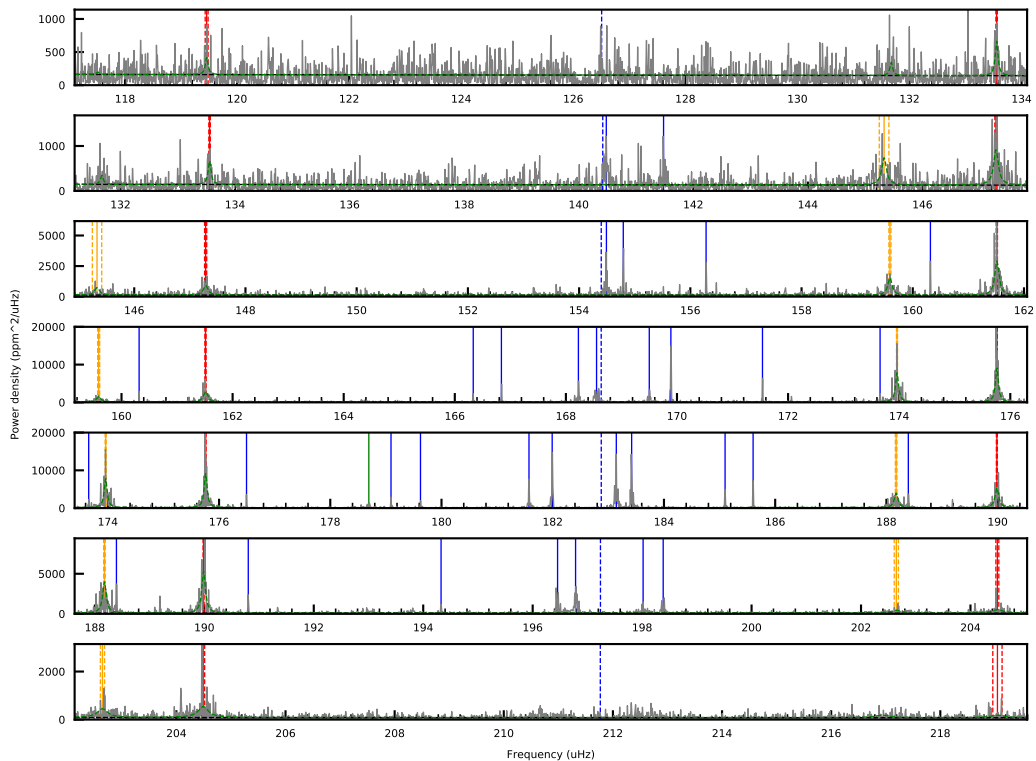 1000
500
0
118 120 122 124 126 128 130 132 134
1000
0
132 134 136 138 140 142 144 146
5000
2500
0
146 148 150 152 154 156 158 160 162
20000
10000
0
160 162 164 166 168 170 172 174 176
20000
10000
0
174 176 178 180 182 184 186 188 190
5000
0
188 190 192 194 196 198 200 202 204
2000
0
204 206 208 210 212 214 216 218
Power density (ppm^2/uHz)
Frequency (uHz)